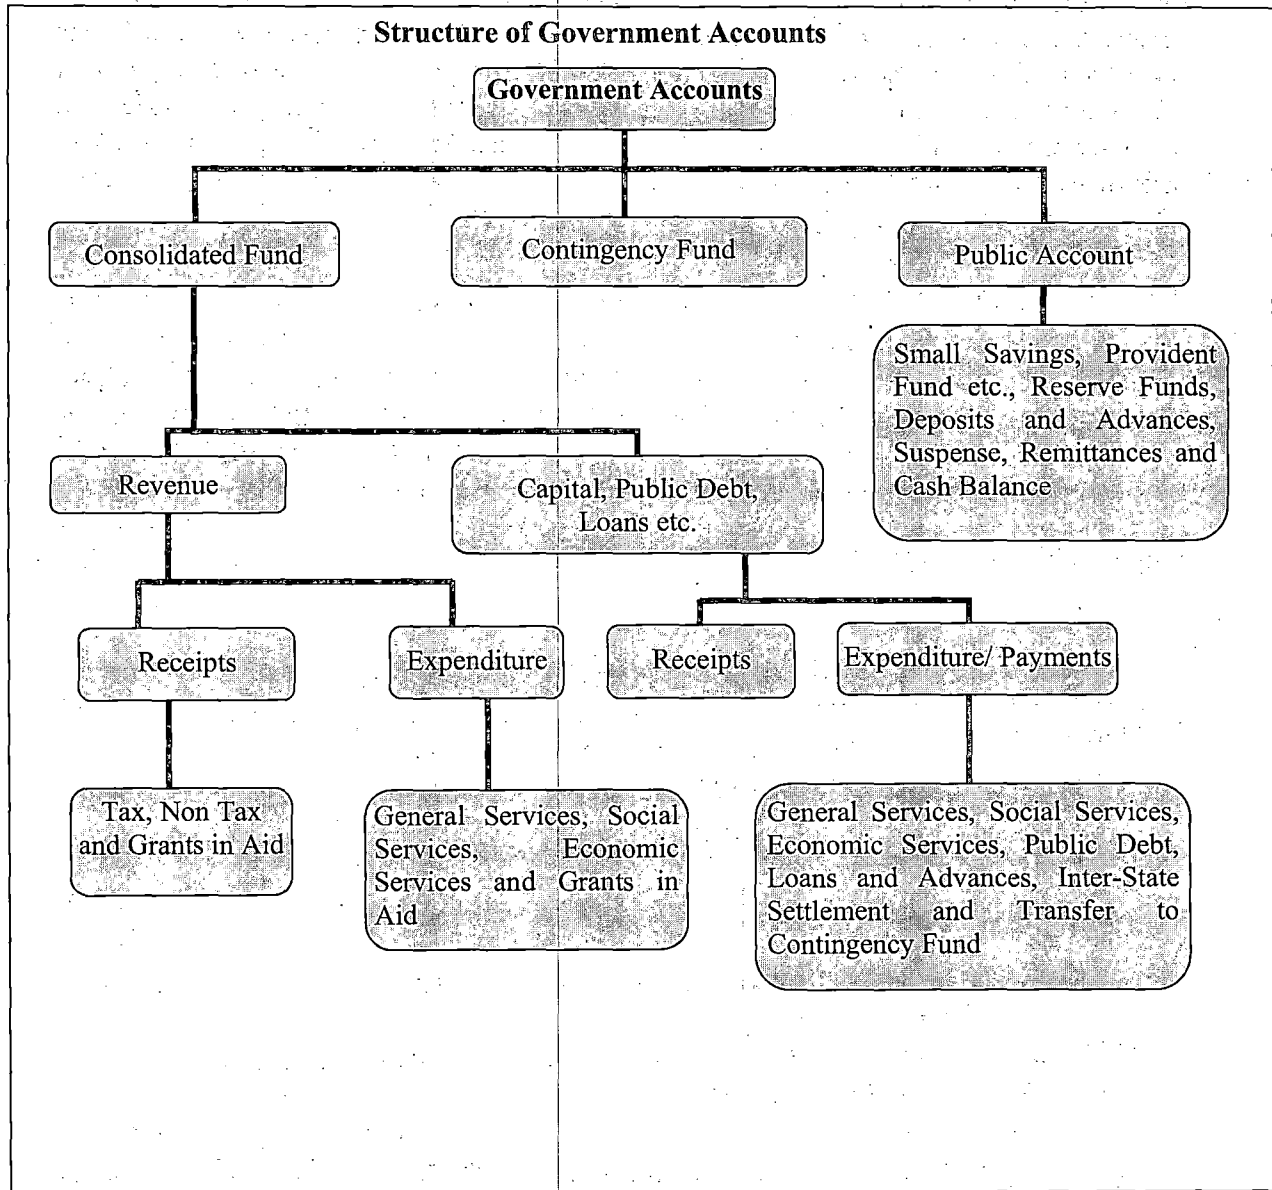 Structure of Government Accounts
Government Accounts
Consolidated Fund
Contingency Fund
Public Account
Small Savings, Provident
Fund etc., Reserve Funds,
Deposits and Advances,
Suspense, Remittances and
Cash Balance
Revenue
Capital, Public Debt,
Loans etc.
Receipts
Expenditure
Receipts
Expenditure/ Payments
Tax, Non Tax
and Grants in Aid
General Services, Social
Services, Economic
Services and Grants in
Aid
General Services, Social Services,
Economic Services, Public Debt,
Loans and Advances, Inter-State
Settlement and Transfer to
Contingency Fund